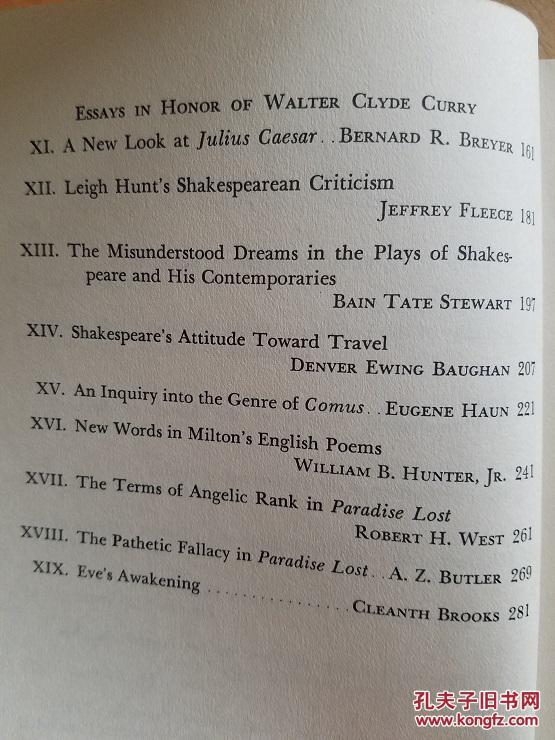 ESSAYS IN HONOR OF WALTER CLYDE CURRY
XI. A New Look at Julius Caesar . . BERNARD R. BREYER 161
XII. Leigh Hunt's Shakespearean Criticism
JEFFREY FLEECE 181
XIII. The Misunderstood Dreams in the Plays of Shakes-
peare and His Contemporaries
BAIN TATE STEWART 197
XIV. Shakespeare's Attitude Toward Travel
DENVER EWING BAUGHAN 207
XV. An Inquiry into the Genre of Comus . . EUGENE HAUN 221
XVI. New Words in Milton's English Poems
WILLIAM B. HUNTER, JR. 241
XVII. The Terms of Angelic Rank in Paradise Lost
ROBERT H. WEST 261
XVIII. The Pathetic Fallacy in Paradise Lost . . A. Z. BUTLER 269
XIX. Eve's Awakening . . . . . . . . . . . . . . . . CLEANTH BROOKS 281
孔夫子旧书网
www.kongfz.com